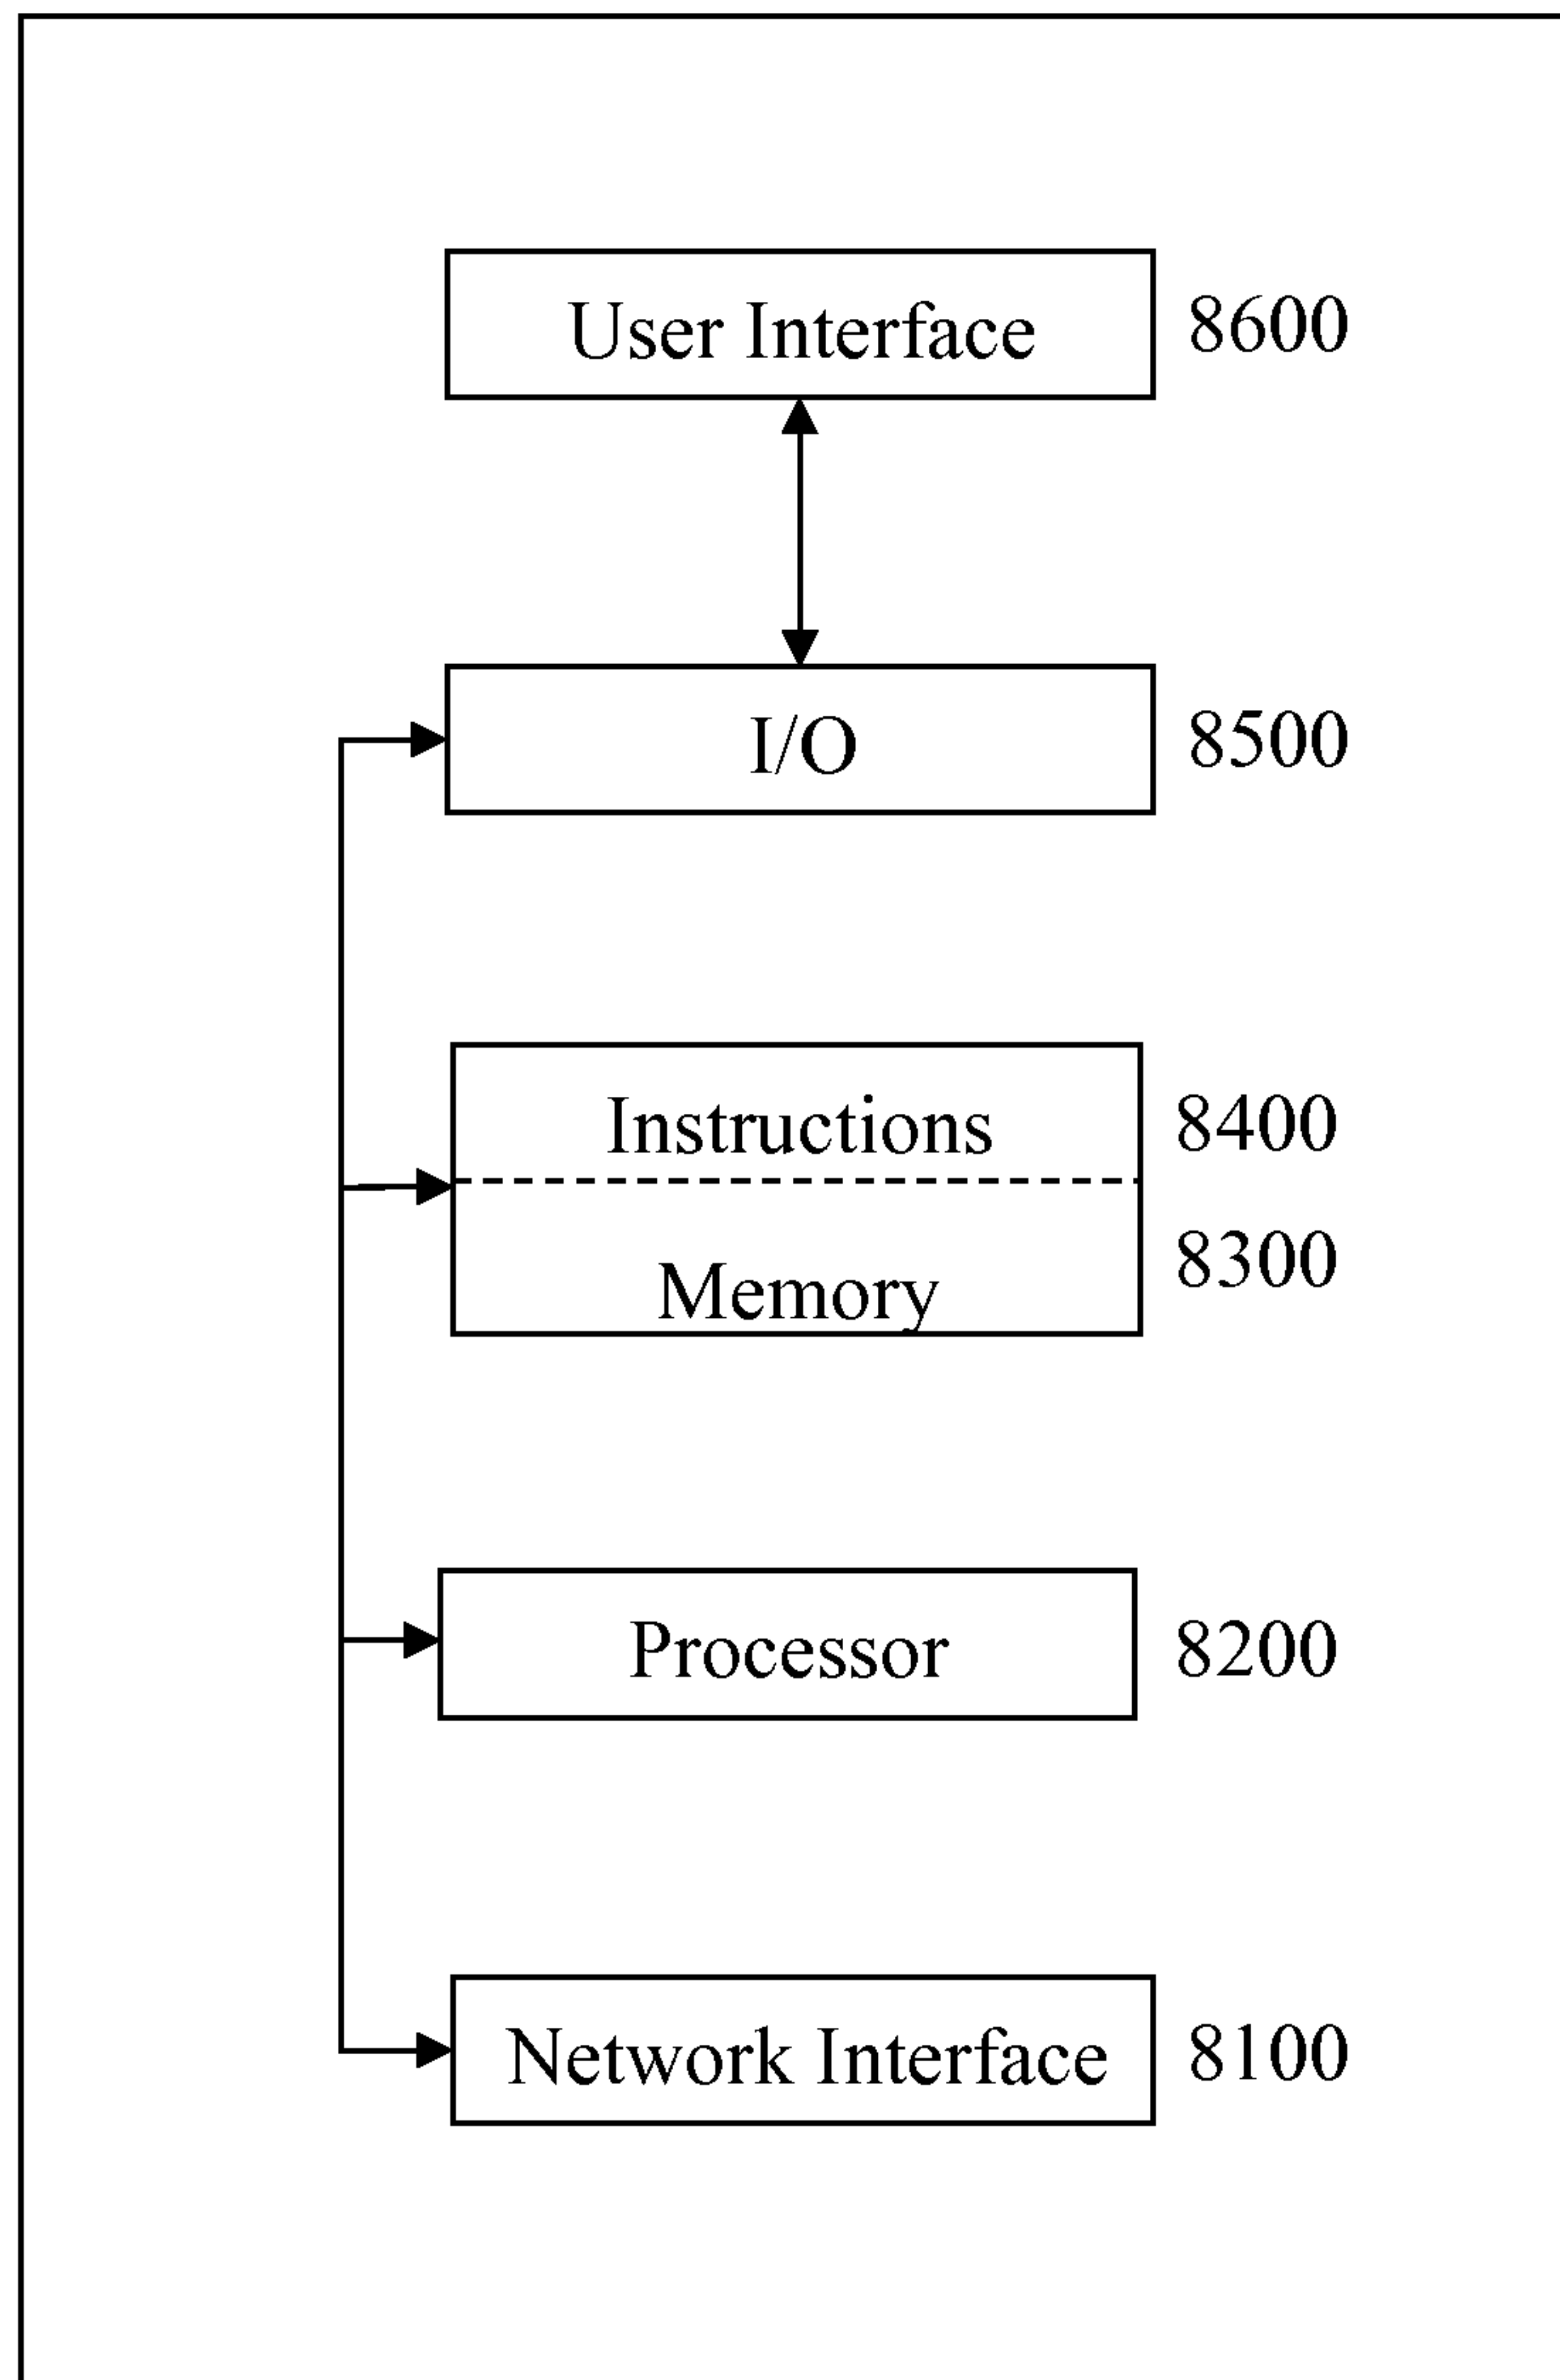 User Interface 8600
I/O 8500
Instructions 8400
Memory 8300
Processor 8200
Network Interface 8100